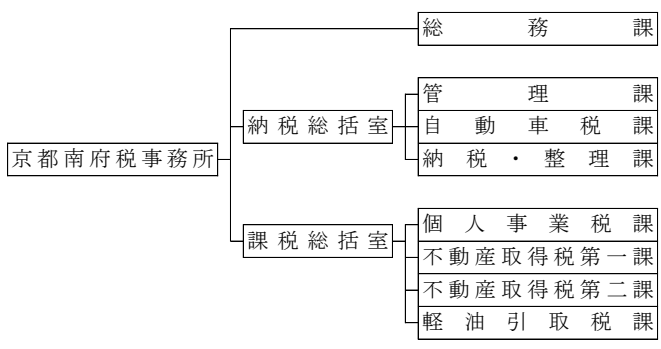 総務課
管理課
納税総括室
自動車税課
京都南府税事務所
納税・整理課
個人事業税課
課税総括室
不動産取得税第一課
不動産取得税第二課
軽油引取税課